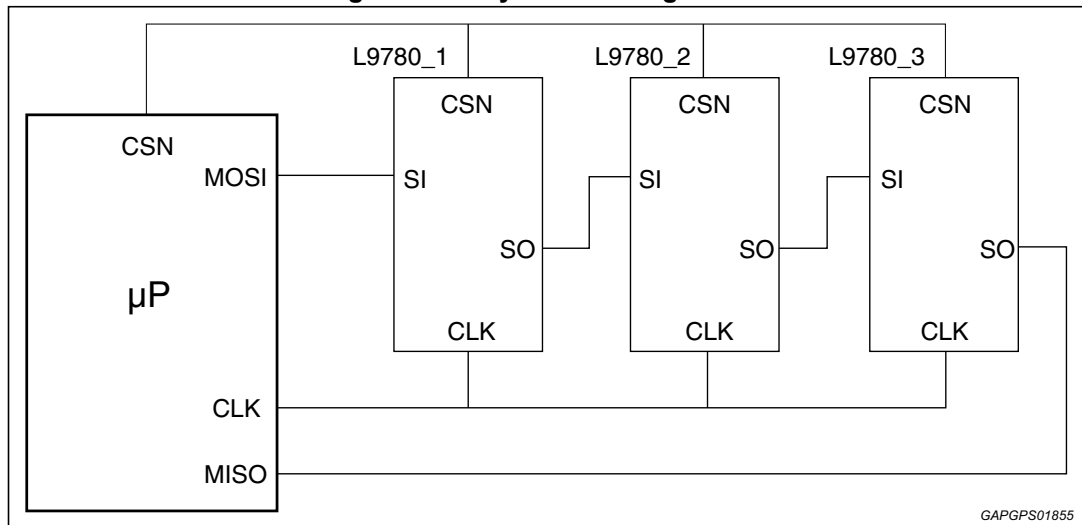 L9780_1 L9780_2 L9780_3
CSN CSN CSN
CSN
MOSI SI SI SI
SO SO SO
µP
CLK CLK CLK
CLK
MISO
GAPGPS01855